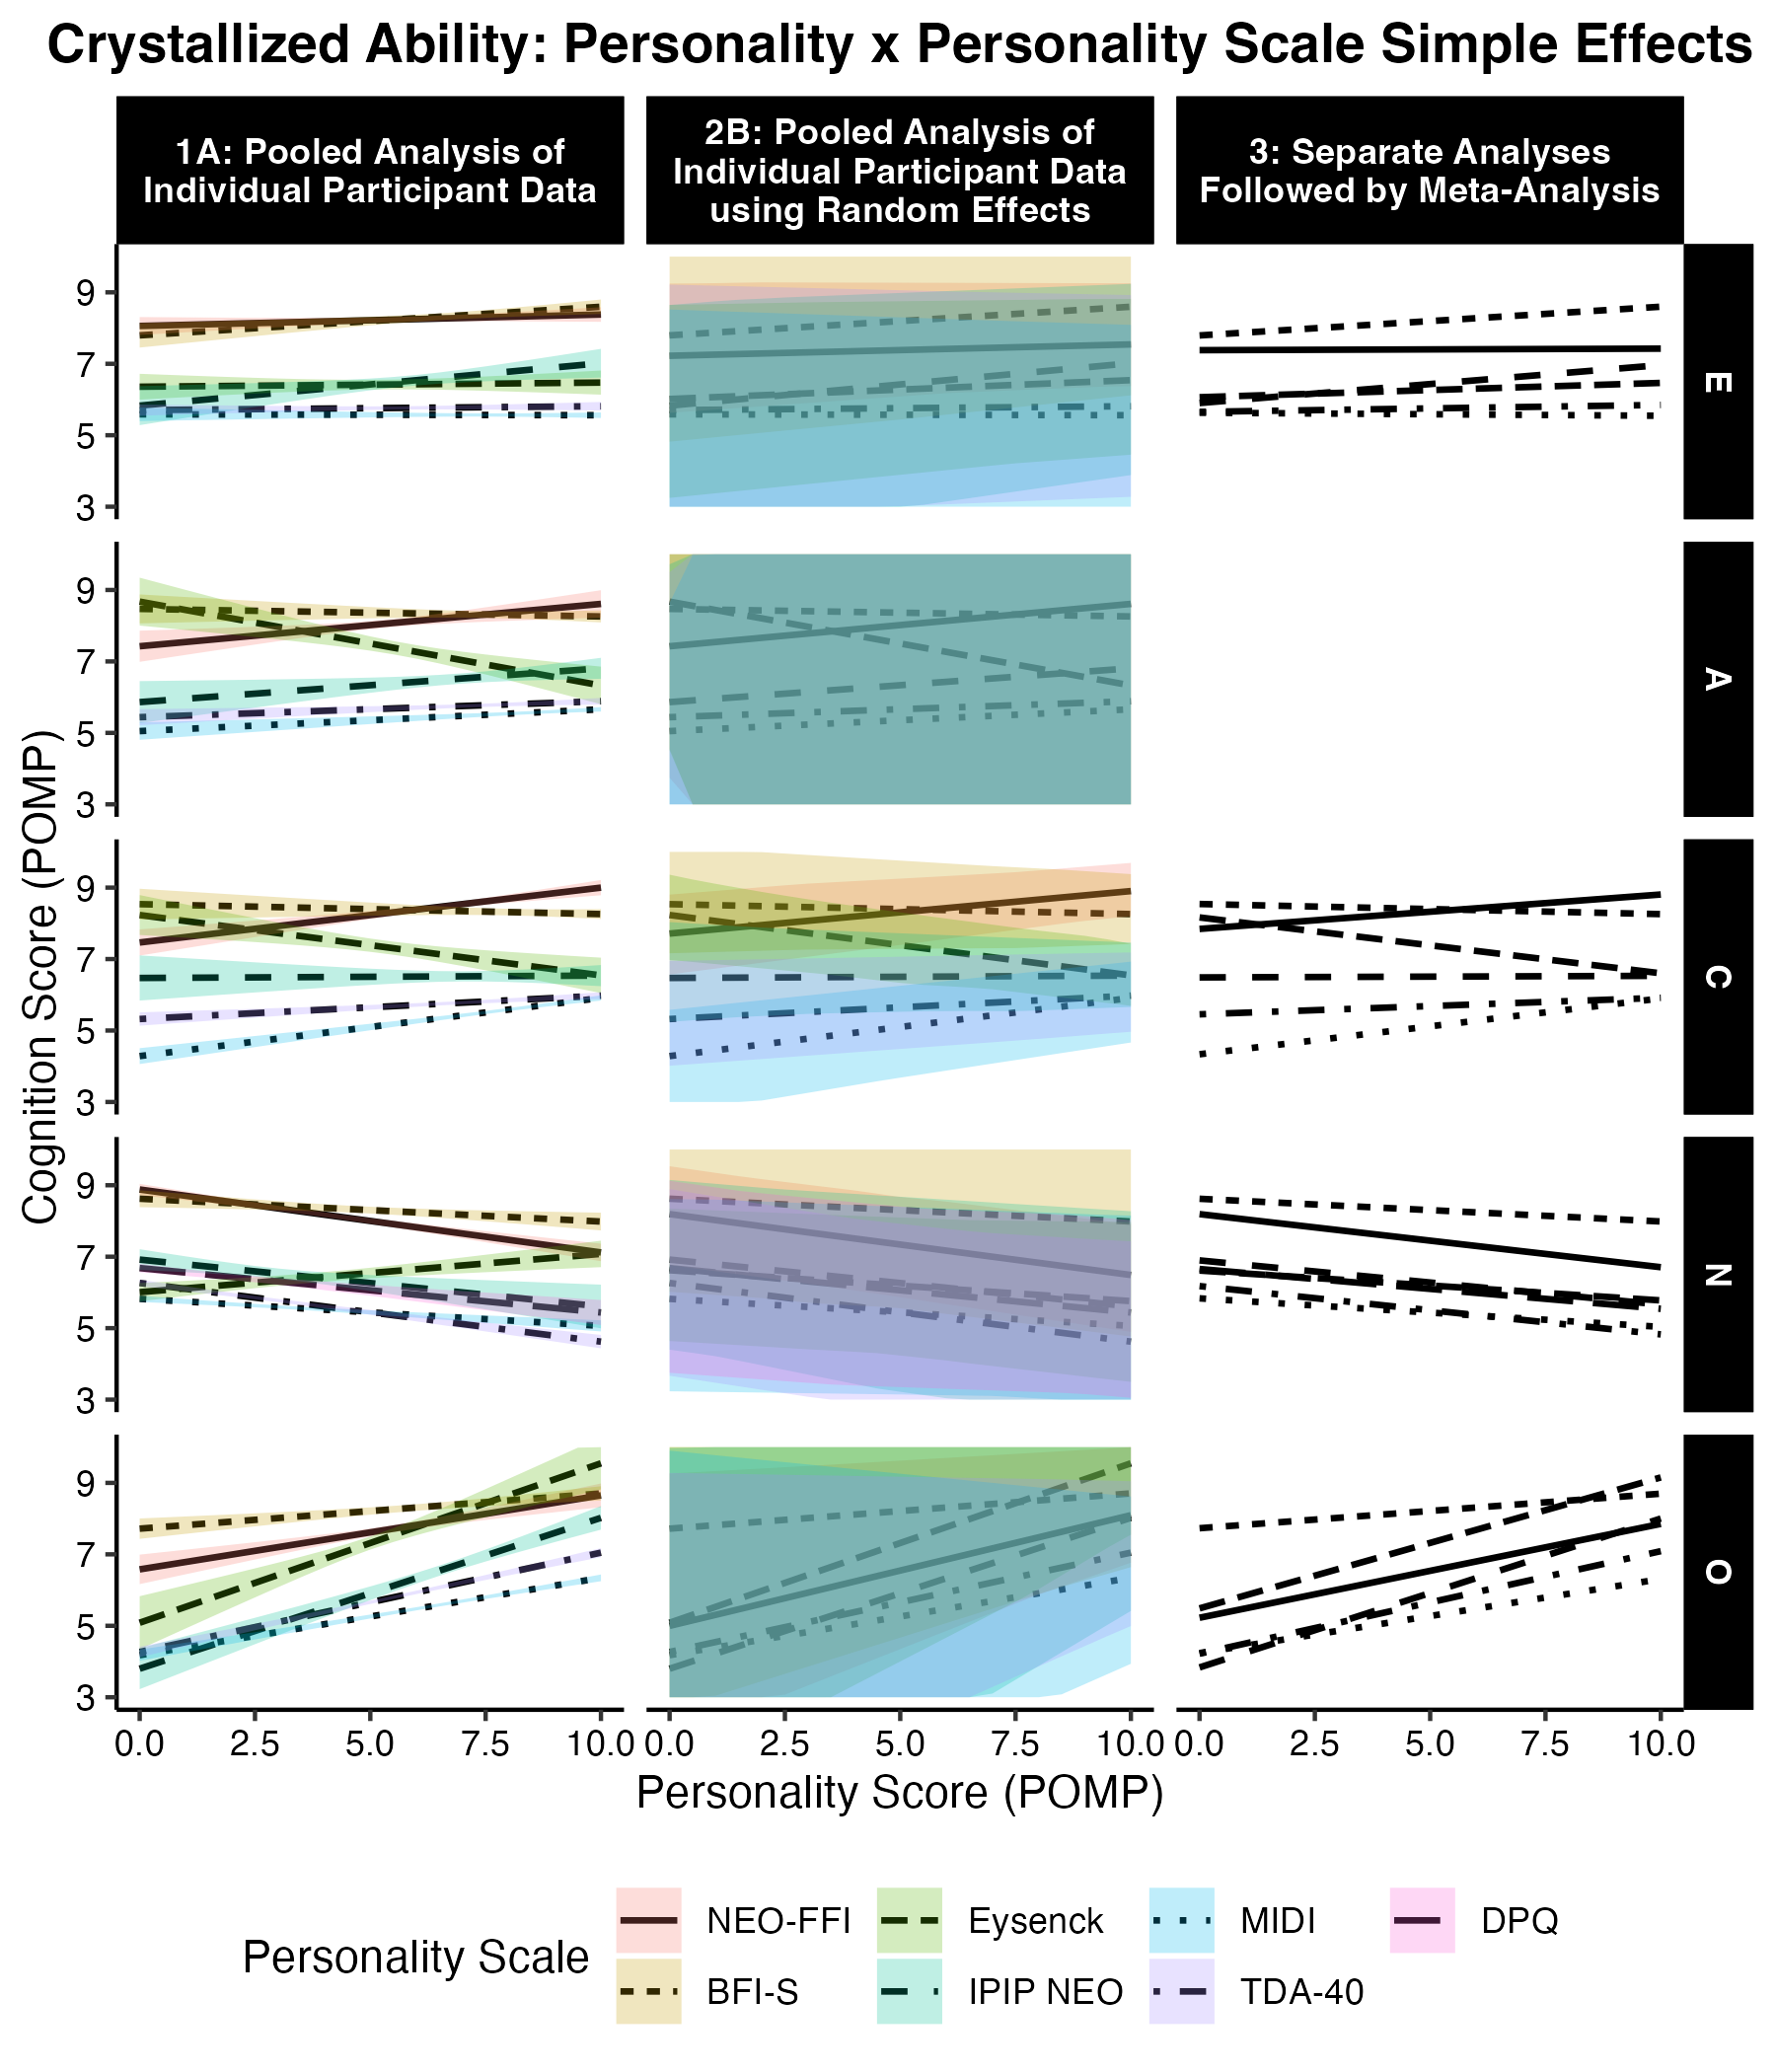 Crystallized Ability: Personality x Personality Scale Simple Effects
1A: Pooled Analysis of
Individual Participant Data
2B: Pooled Analysis of
Individual Participant Data
using Random Effects
3: Separate Analyses
Followed by Meta-Analysis
Cognition Score (POMP)
9
7
5
3
E
9
7
5
3
A
9
7
5
3
C
9
7
5
3
N
9
7
5
3
O
0.0 2.5 5.0 7.5 10.0 0.0 2.5 5.0 7.5 10.0 0.0 2.5 5.0 7.5 10.0
Personality Score (POMP)
Personality Scale
NEO-FFI Eysenck MIDI DPQ
BFI-S IPIP NEO TDA-40